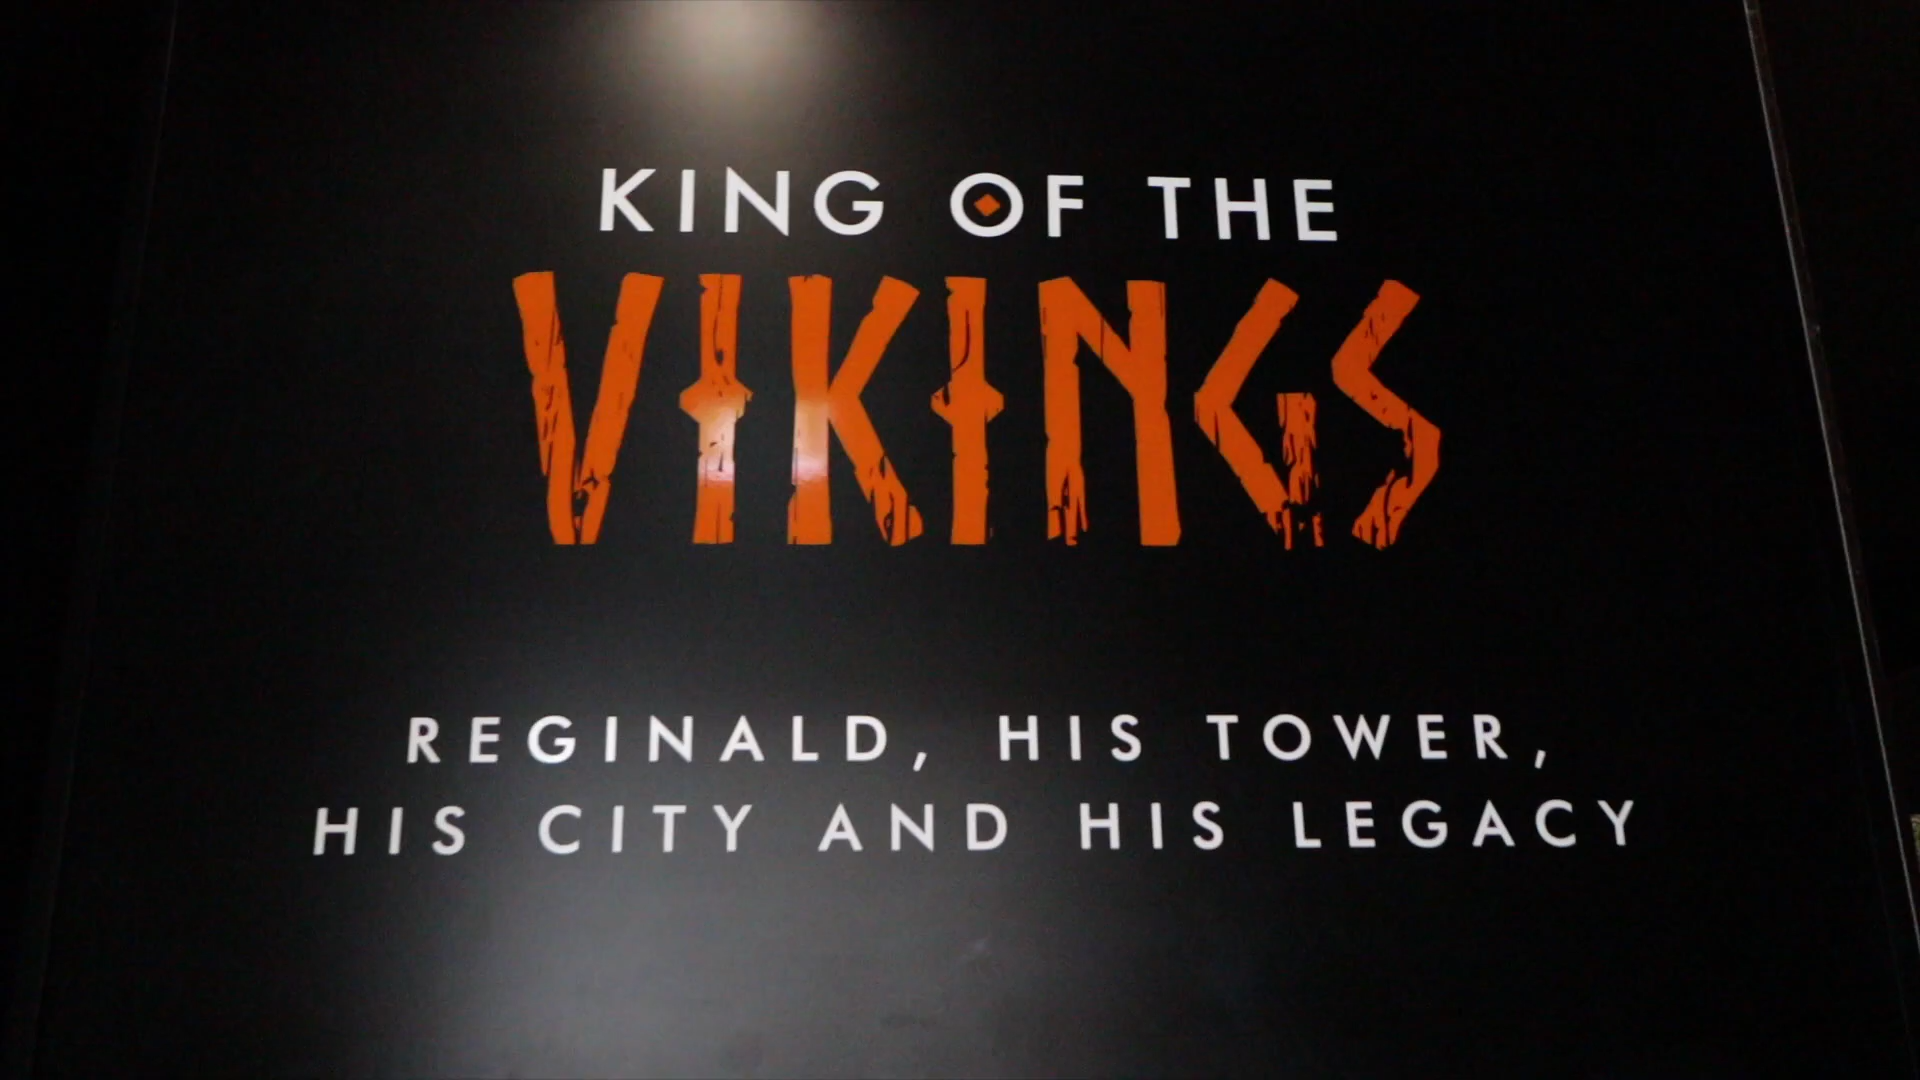 KING OF THE
VIKINGS
REGINALD, HIS TOWER,
HIS CITY AND HIS LEGACY